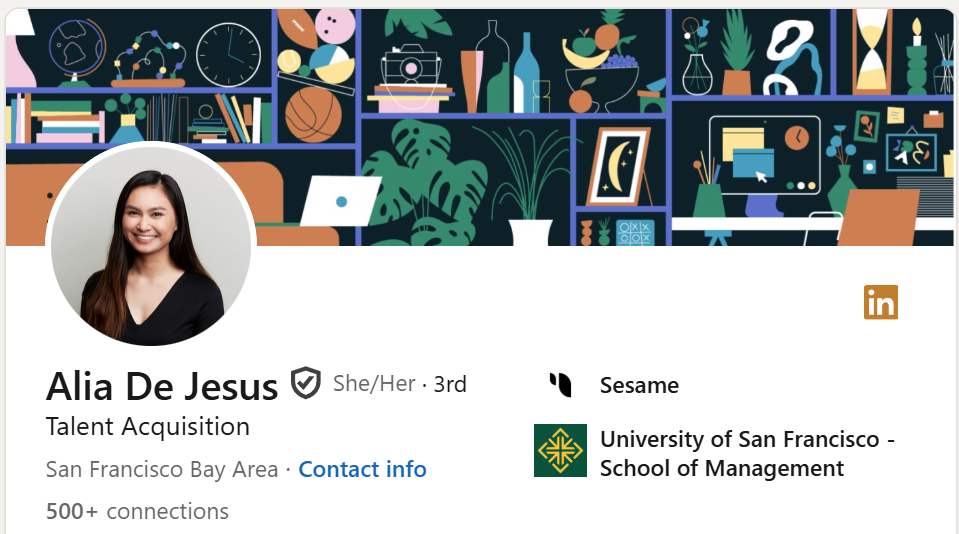 in
Alia De Jesus She/Her · 3rd
Talent Acquisition
San Francisco Bay Area · Contact info
500+ connections
Sesame
University of San Francisco -
School of Management